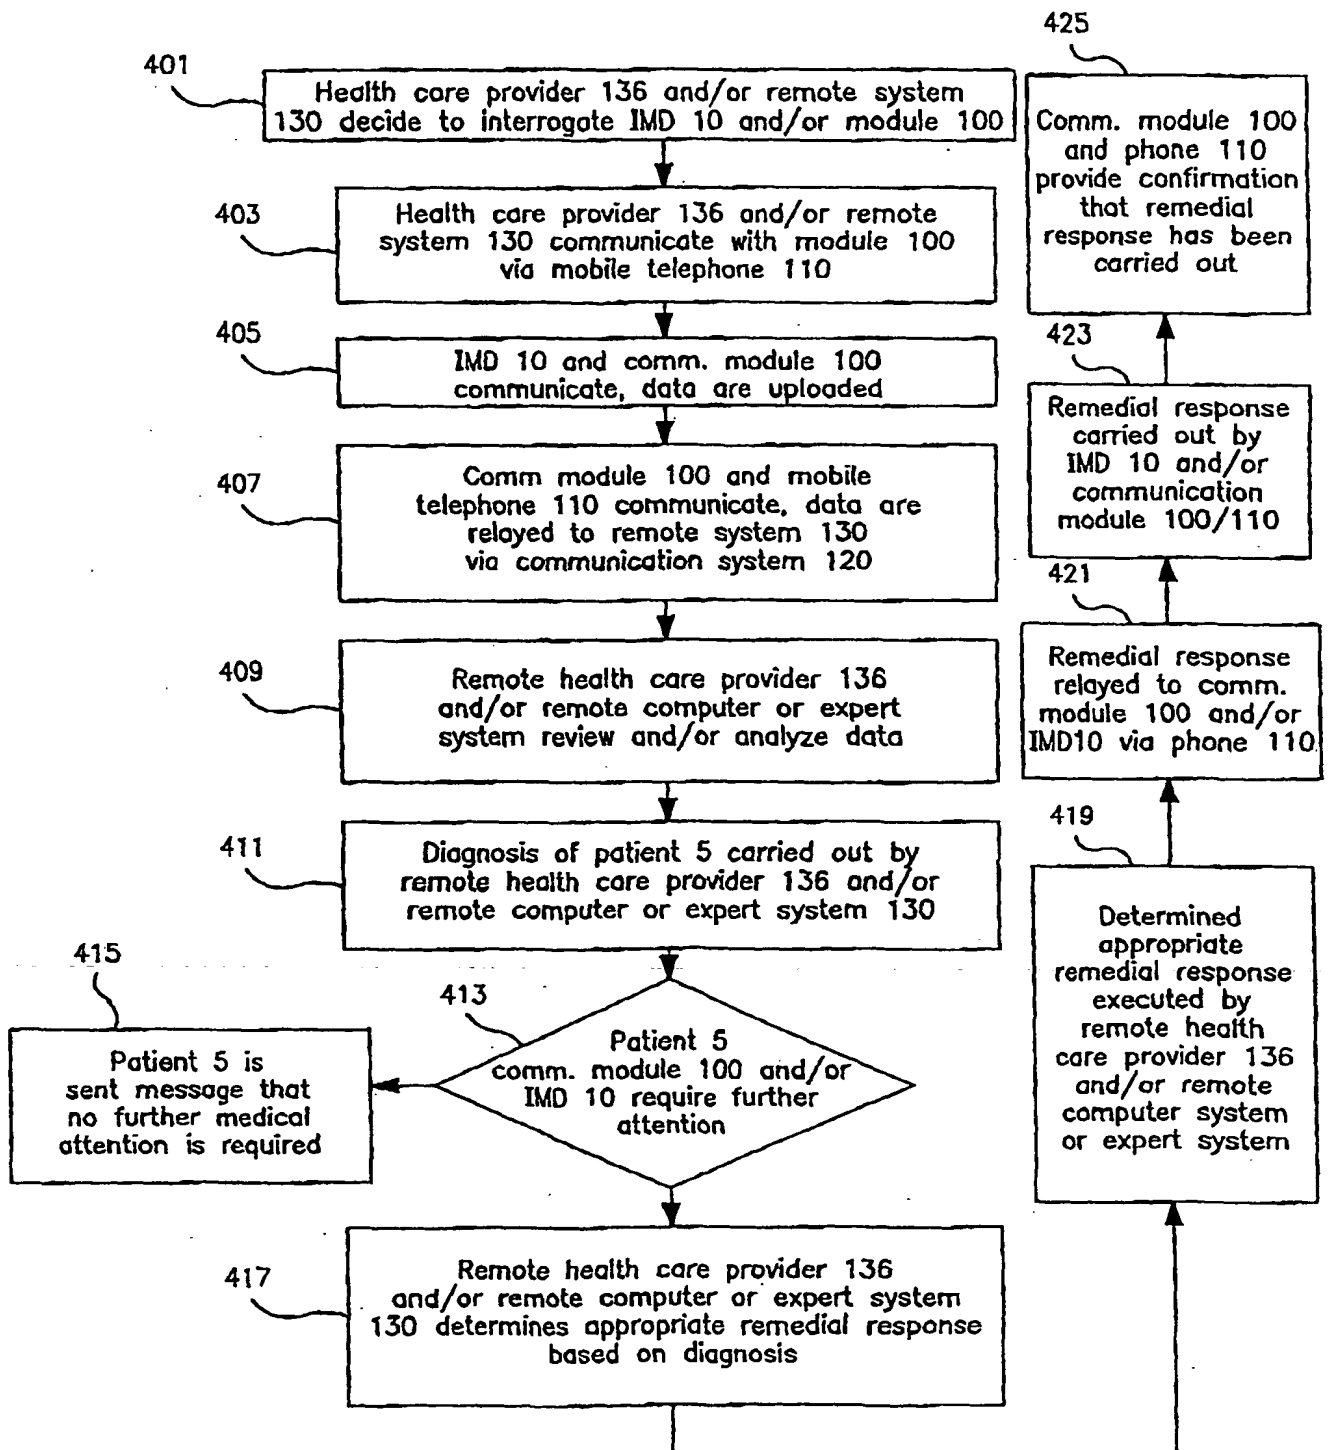 401
Health care provider 136 and/or remote system
130 decide to interrogate IMD 10 and/or module 100
403
Health care provider 136 and/or remote
system 130 communicate with module 100
via mobile telephone 110
405
IMD 10 and comm. module 100
communicate, data are uploaded
407
Comm module 100 and mobile
telephone 110 communicate, data are
relayed to remote system 130
via communication system 120
409
Remote health care provider 136
and/or remote computer or expert
system review and/or analyze data
411
Diagnosis of patient 5 carried out by
remote health care provider 136 and/or
remote computer or expert system 130
413
Patient 5
comm. module 100 and/or
IMD 10 require further
attention
415
Patient 5 is
sent message that
no further medical
attention is required
417
Remote health care provider 136
and/or remote computer or expert system
130 determines appropriate remedial response
based on diagnosis
419
Determined
appropriate
remedial response
executed by
remote health
care provider 136
and/or remote
computer system
or expert system
421
Remedial response
relayed to comm.
module 100 and/or
IMD10 via phone 110
423
Remedial response
carried out by
IMD 10 and/or
communication
module 100/110
425
Comm. module 100
and phone 110
provide confirmation
that remedial
response has been
carried out